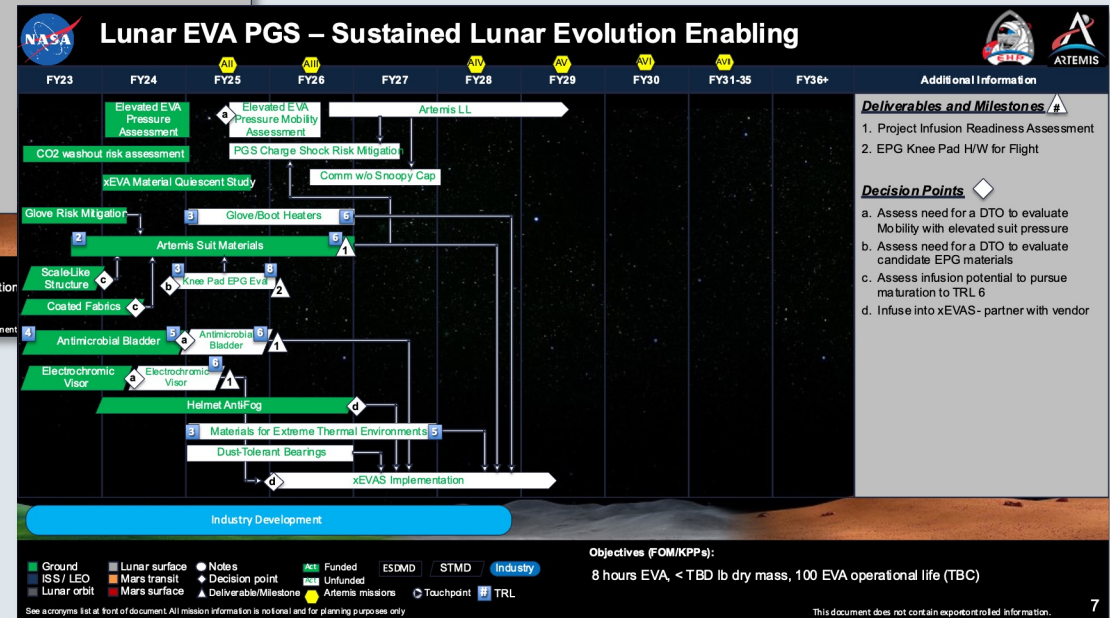 NASA
Lunar EVA PGS – Sustained Lunar Evolution Enabling
EHP
ARTEMIS
AII
AIII
AIV
AV
AVI
AVI
FY23
FY24
FY25
FY26
FY27
FY28
FY29
FY30
FY31-35
FY36+
Additional Information
Elevated EVA
Pressure
Assessment
a
Elevated EVA
Pressure Mobility
Assessment
Artemis LL
CO2 washout risk assessment
PGS Charge Shock Risk Mitigation
xEVA Material Quiescent Study
Comm w/o Snoopy Cap
Glove Risk Mitigation
3
Glove/Boot Heaters
6
2
Artemis Suit Materials
6
1
Scale-Like
Structure
c
b
3
Knee Pad EPG Eval
8
2
Coated Fabrics
c
4
Antimicrobial Bladder
5
a
Antimicrobial
Bladder
6
1
Electrochromic
Visor
a
Electrochromic
Visor
6
1
Helmet Anti-Fog
d
3
Materials for Extreme Thermal Environments
5
Dust-Tolerant Bearings
d
xEVAS Implementation
Deliverables and Milestones
#
1. Project Infusion Readiness Assessment
2. EPG Knee Pad H/W for Flight
Decision Points
a. Assess need for a DTO to evaluate
Mobility with elevated suit pressure
b. Assess need for a DTO to evaluate
candidate EPG materials
c. Assess infusion potential to pursue
maturation to TRL 6
d. Infuse into xEVAS- partner with vendor
Industry Development
Ground
ISS / LEO
Lunar orbit
Lunar surface
Mars transit
Mars surface
Notes
Decision point
Deliverable/Milestone
Act Funded
Act Unfunded
Artemis missions
ESDMD
STMD
Industry
Touchpoint
# TRL
Objectives (FOM/KPPs):
8 hours EVA, < TBD lb dry mass, 100 EVA operational life (TBC)
See acronyms list at front of document. All mission information is notional and for planning purposes only
This document does not contain export controlled information.
7